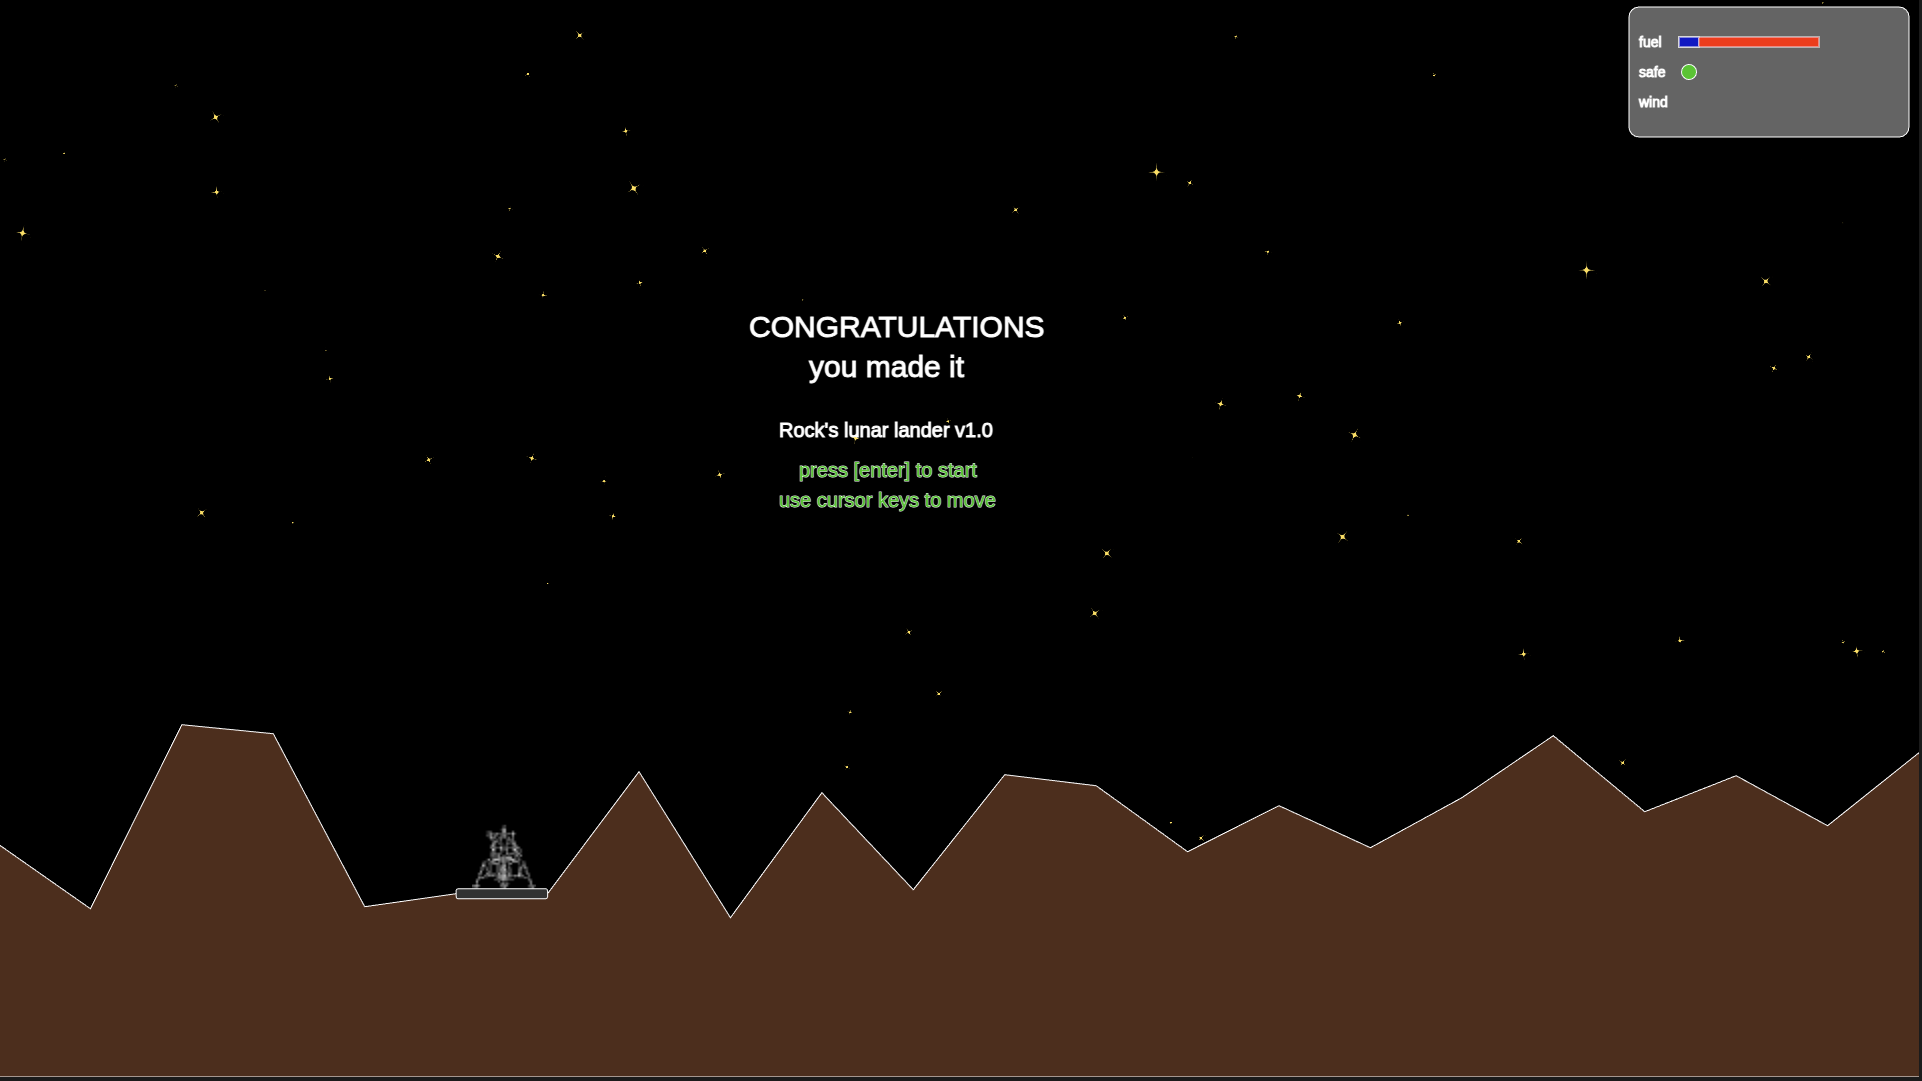 fuel
safe
wind
CONGRATULATIONS
you made it
Rock's lunar lander v1.0
press [enter] to start
use cursor keys to move